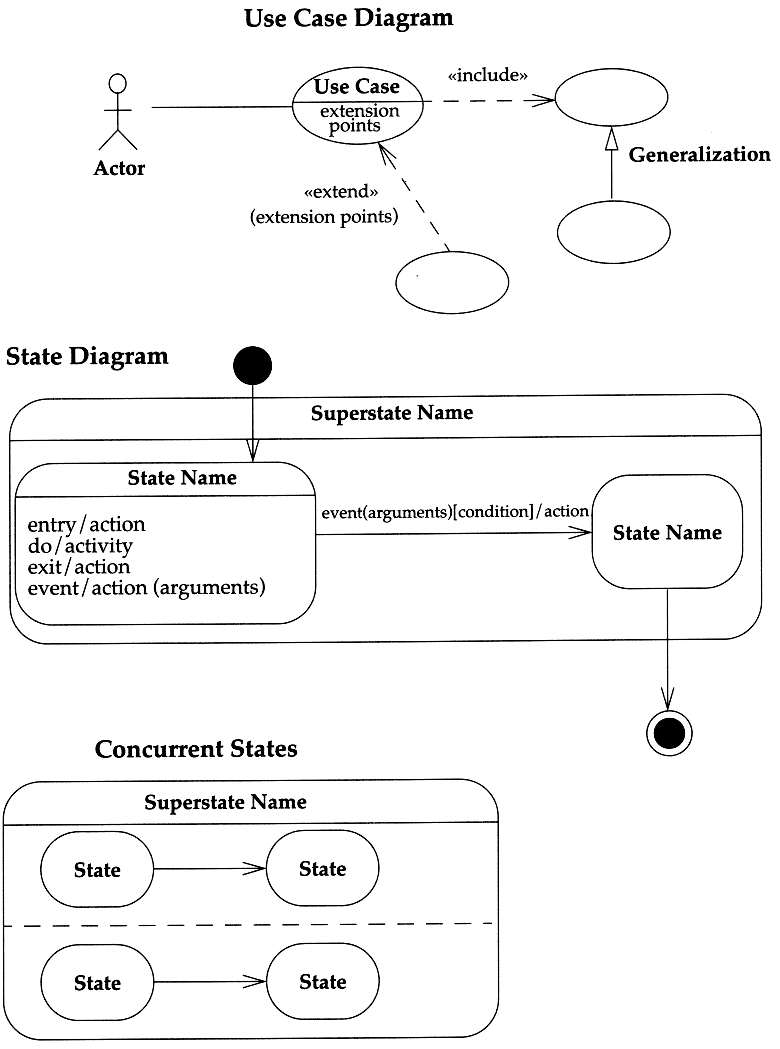 Use Case Diagram
«include»
Use Case
extension
points
Actor
Generalization
«extend»
(extension points)
State Diagram
Superstate Name
State Name
entry/action
do/activity
exit/action
event/action (arguments)
event(arguments)[condition]/action
State Name
Concurrent States
Superstate Name
State
State
State
State